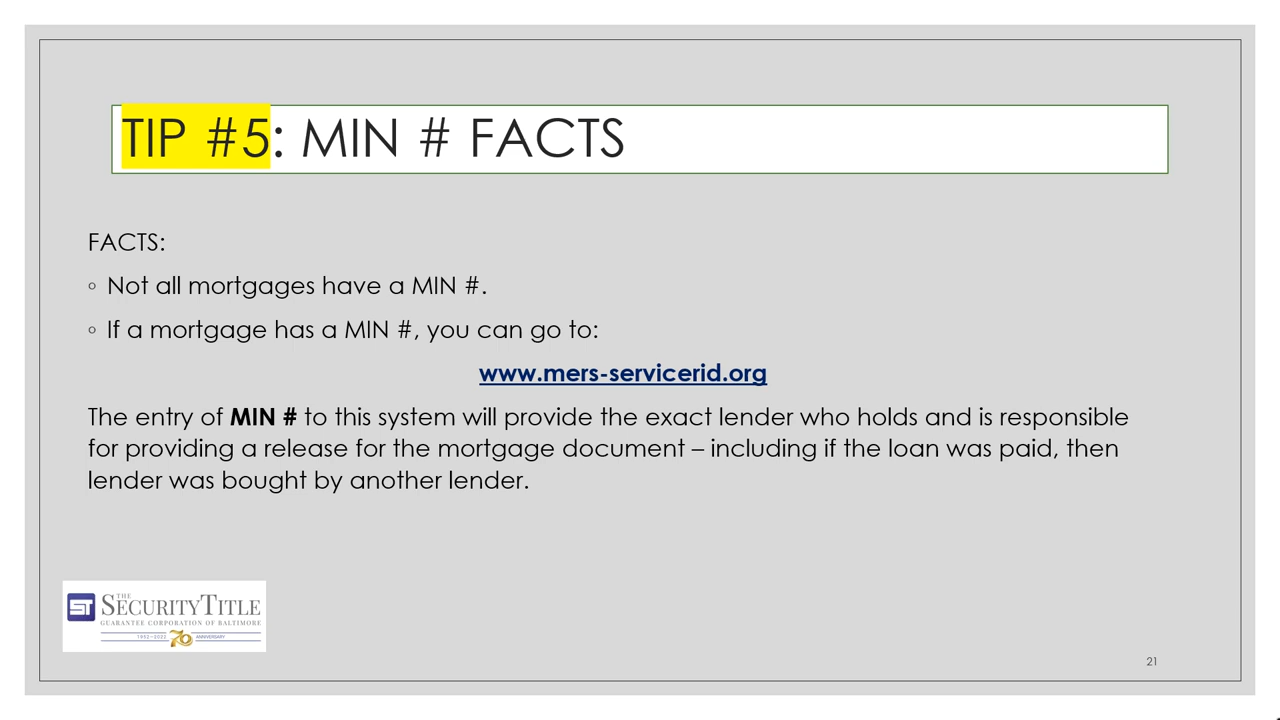 TIP #5: MIN # FACTS
FACTS:
◦ Not all mortgages have a MIN #.
◦ If a mortgage has a MIN #, you can go to:
www.mers-servicerid.org
The entry of MIN # to this system will provide the exact lender who holds and is responsible
for providing a release for the mortgage document – including if the loan was paid, then
lender was bought by another lender.
ST
THE
SECURITYTITLE
GUARANTEE CORPORATION OF BALTIMORE
1952–2022 70 ANNIVERSARY
21